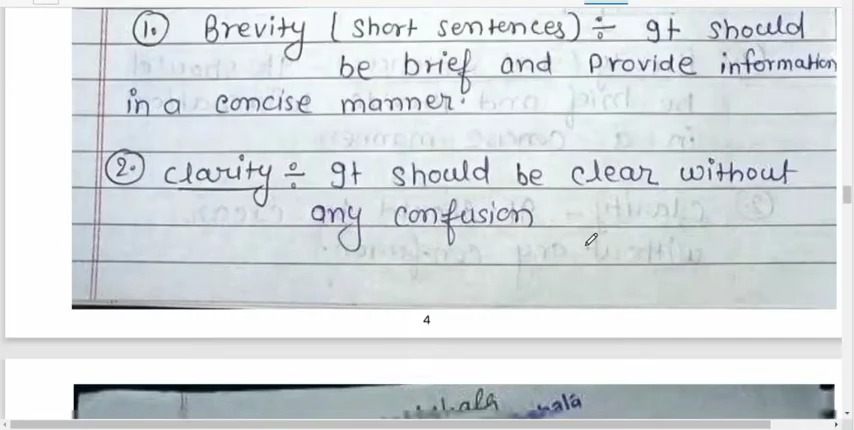 1. Brevity (short sentences) ÷ It should
be brief and Provide information
in a concise manner.
2. Clarity ÷ It should be clear without
any confusion
4